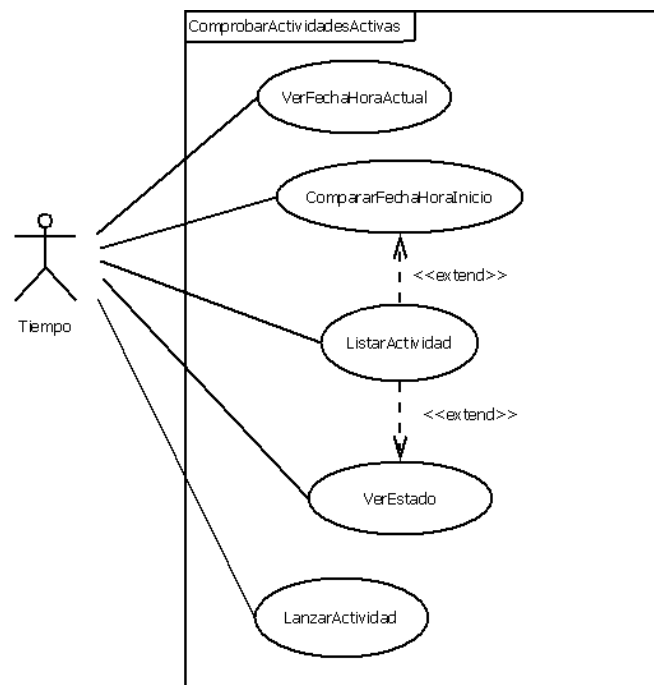 ComprobarActividadesActivas
VerFechaHoraActual
CompararFechaHoraInicio
<<extend>>
Tiempo
ListarActividad
<<extend>>
VerEstado
LanzarActividad